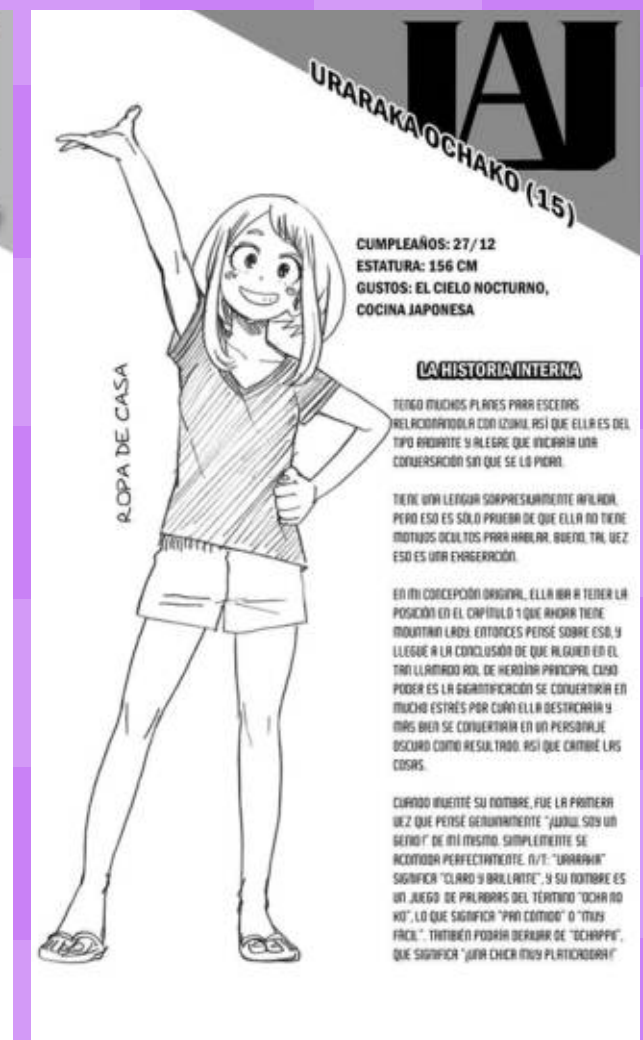 UA
URARAKA OCHAKO (15)
CUMPLEAÑOS: 27/12
ESTATURA: 156 CM
GUSTOS: EL CIELO NOCTURNO,
COCINA JAPONESA
ROPA DE CASA
LA HISTORIA INTERNA
TENGO MUCHOS PLANES PARA ESCENAS
RELACIONÁNDOLA CON IZUKU, ASÍ QUE ELLA ES DEL
TIPO RADIANTE Y ALEGRE QUE INICIARÍA UNA
CONVERSACIÓN SIN QUE SE LO PIDAN.
TIENE UNA LENGUA SORPRESIVAMENTE AFILADA,
PERO ESO ES SÓLO PRUEBA DE QUE ELLA NO TIENE
MOTIVOS OCULTOS PARA HABLAR. BUENO, TAL VEZ
ESO ES UNA EXAGERACIÓN.
EN MI CONCEPCIÓN ORIGINAL, ELLA IBA A TENER LA
POSICIÓN EN EL CAPÍTULO 1 QUE AHORA TIENE
MOUNTAIN LADY. ENTONCES PENSÉ SOBRE ESO, Y
LLEGUÉ A LA CONCLUSIÓN DE QUE ALGUIEN EN EL
TAN LLAMADO ROL DE HEROÍNA PRINCIPAL CUYO
PODER ES LA GIGANTIFICACIÓN SE CONVERTIRÍA EN
MUCHO ESTRÉS POR CUÁN ELLA DESTACARÍA Y
MÁS BIEN SE CONVERTIRÍA EN UN PERSONAJE
OSCURO COMO RESULTADO. ASÍ QUE CAMBIÉ LAS
COSAS.
CUANDO INVENTÉ SU NOMBRE, FUE LA PRIMERA
VEZ QUE PENSÉ GENUINAMENTE "¡WOW, SOY UN
GENIO!" DE MÍ MISMO. SIMPLEMENTE SE
ACOMODA PERFECTAMENTE. N/T: "URARAKA"
SIGNIFICA "CLARO Y BRILLANTE", Y SU NOMBRE ES
UN JUEGO DE PALABRAS DEL TÉRMINO "OCHA NO
KO", LO QUE SIGNIFICA "PAN COMIDO" O "MUY
FÁCIL". TAMBIÉN PODRÍA DERIVAR DE "OCHAPPII",
QUE SIGNIFICA "¡UNA CHICA MUY PLATICADORA!"